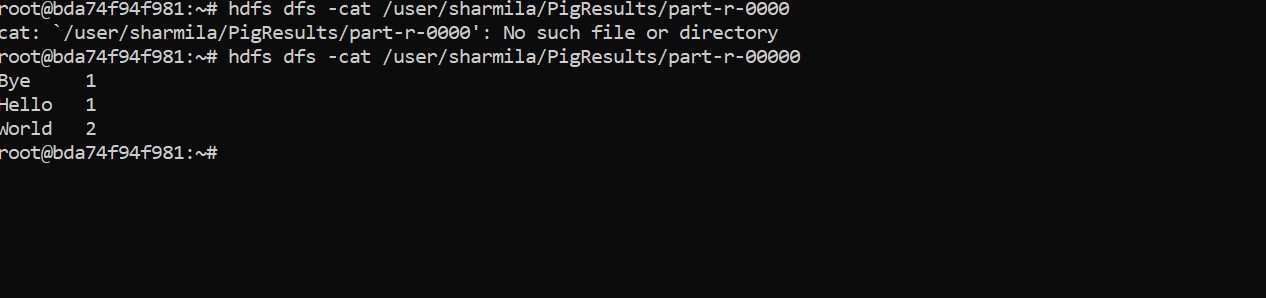 root@bda74f94f981:~# hdfs dfs -cat /user/sharmila/PigResults/part-r-0000
cat: `/user/sharmila/PigResults/part-r-0000': No such file or directory
root@bda74f94f981:~# hdfs dfs -cat /user/sharmila/PigResults/part-r-00000
Bye     1
Hello   1
World   2
root@bda74f94f981:~#